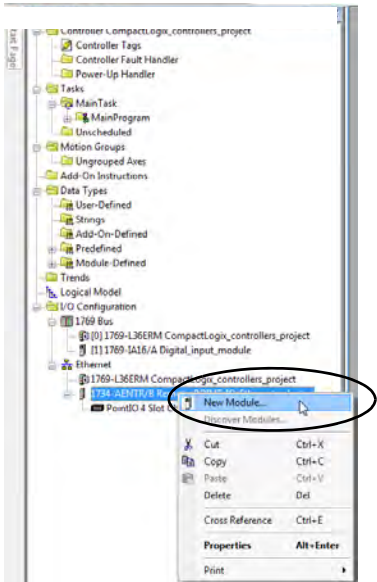 Start Page
Controller CompactLogix_controllers_project
Controller Tags
Controller Fault Handler
Power-Up Handler
Tasks
MainTask
MainProgram
Unscheduled
Motion Groups
Ungrouped Axes
Add-On Instructions
Data Types
User-Defined
Strings
Add-On-Defined
Predefined
Module-Defined
Trends
Logical Model
I/O Configuration
1769 Bus
[0] 1769-L36ERM CompactLogix_controllers_project
[1] 1769-IA16/A Digital_input_module
Ethernet
1769-L36ERM CompactLogix_controllers_project
1734-AENTR/B
PointIO 4 Slot
New Module...
Discover Modules...
Cut Ctrl+X
Copy Ctrl+C
Paste Ctrl+V
Delete Del
Cross Reference Ctrl+E
Properties Alt+Enter
Print